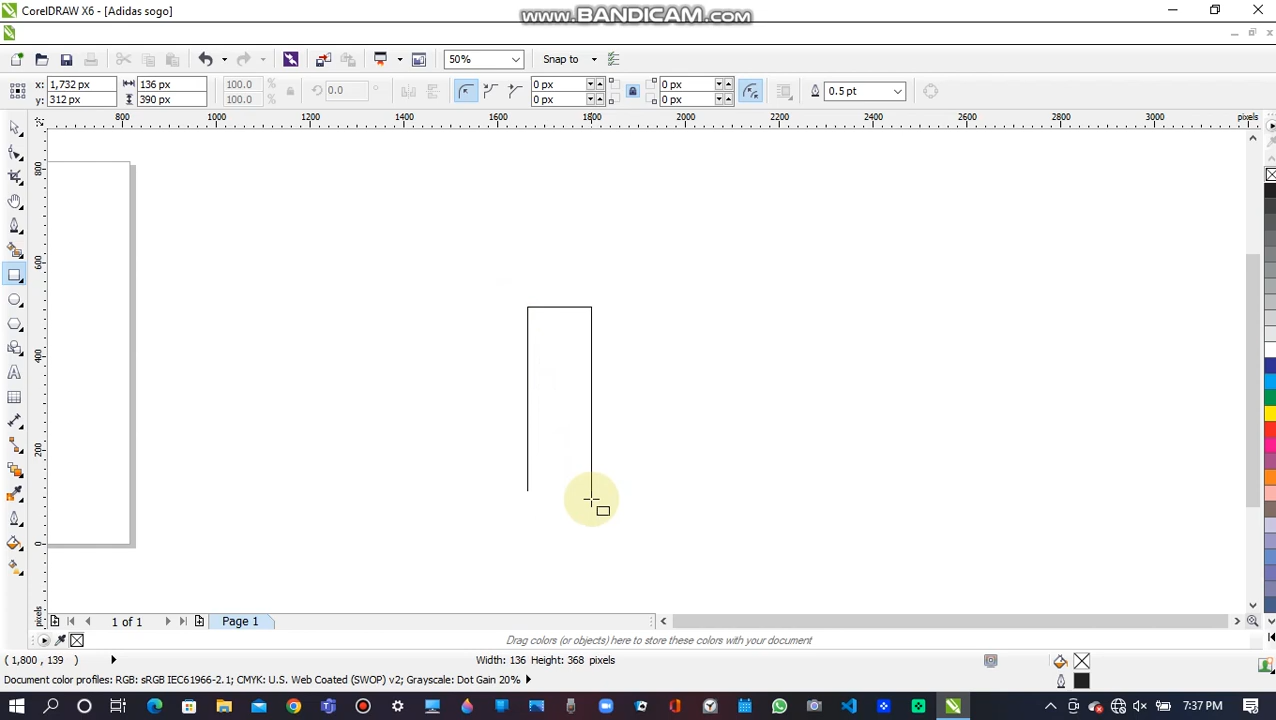 CorelDRAW X6 - [Adidas sogo]
www.BANDICAM.com
50%
Snap to
x: 1,732 px
136 px
100.0 %
0.0 °
0 px
0 px
0.5 pt
y: 312 px
390 px
100.0 %
0 px
0 px
800 1000 1200 1400 1600 1800 2000 2200 2400 2600 2800 3000 pixels
800
600
400
200
0
pixels
1 of 1
Page 1
Drag colors (or objects) here to store these colors with your document
( 1,800 , 139 )
Width: 136 Height: 368 pixels
Document color profiles: RGB: sRGB IEC61966-2.1; CMYK: U.S. Web Coated (SWOP) v2; Grayscale: Dot Gain 20%
7:37 PM